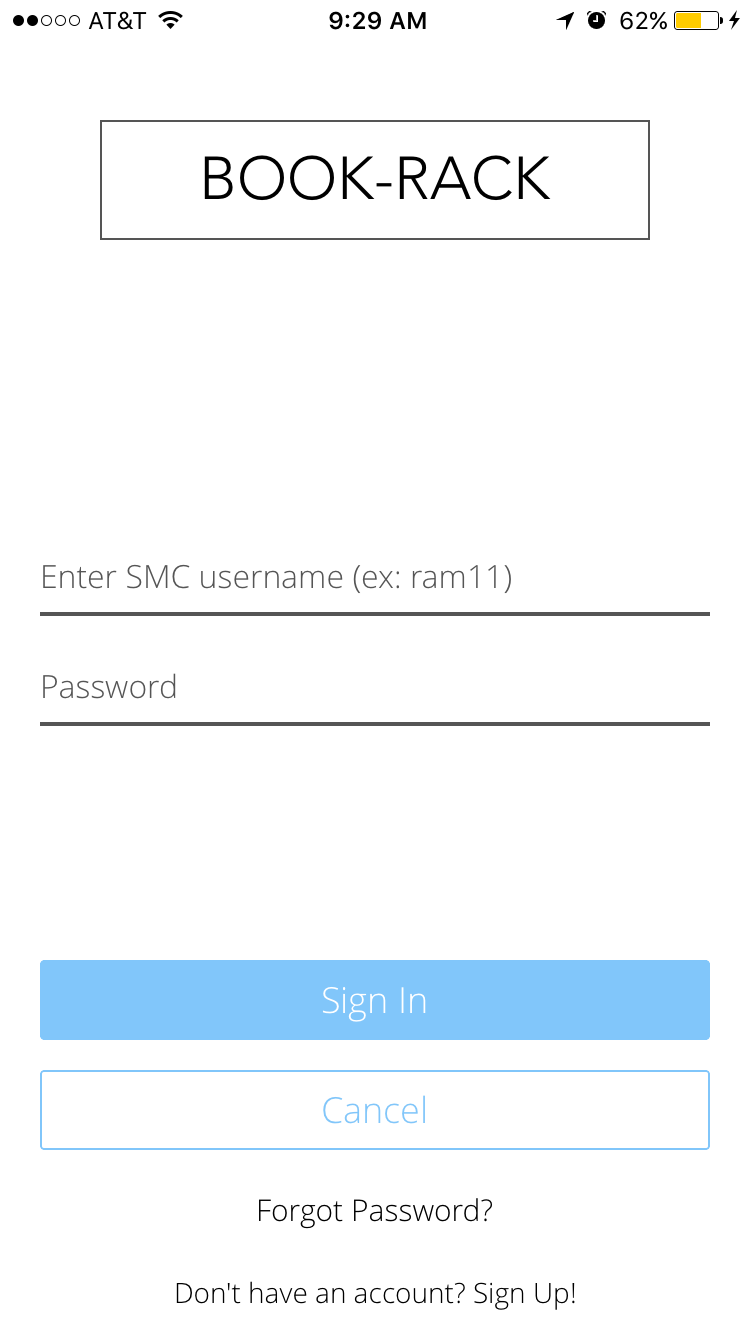 AT&T 9:29 AM 62%
BOOK-RACK
Enter SMC username (ex: ram11)
Password
Sign In
Cancel
Forgot Password?
Don't have an account? Sign Up!